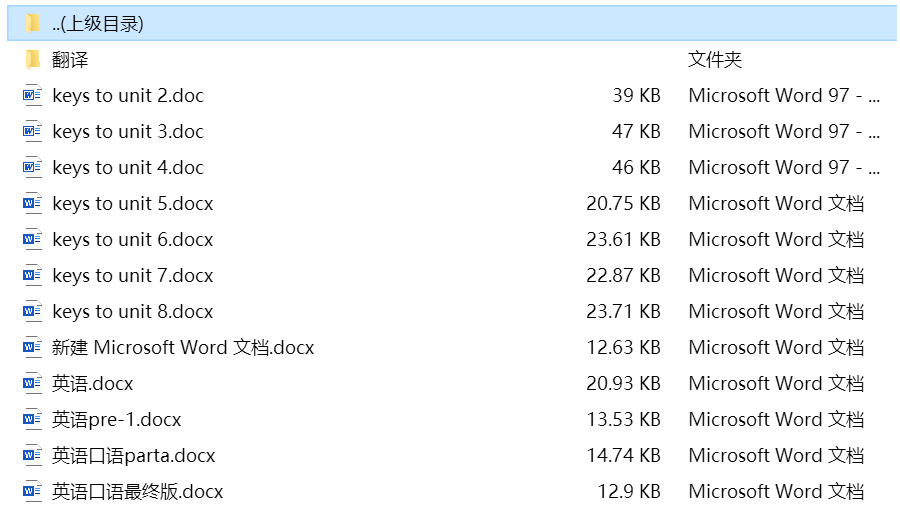 ..(上级目录)
翻译 文件夹
keys to unit 2.doc 39 KB Microsoft Word 97 - ...
keys to unit 3.doc 47 KB Microsoft Word 97 - ...
keys to unit 4.doc 46 KB Microsoft Word 97 - ...
keys to unit 5.docx 20.75 KB Microsoft Word 文档
keys to unit 6.docx 23.61 KB Microsoft Word 文档
keys to unit 7.docx 22.87 KB Microsoft Word 文档
keys to unit 8.docx 23.71 KB Microsoft Word 文档
新建 Microsoft Word 文档.docx 12.63 KB Microsoft Word 文档
英语.docx 20.93 KB Microsoft Word 文档
英语pre-1.docx 13.53 KB Microsoft Word 文档
英语口语parta.docx 14.74 KB Microsoft Word 文档
英语口语最终版.docx 12.9 KB Microsoft Word 文档